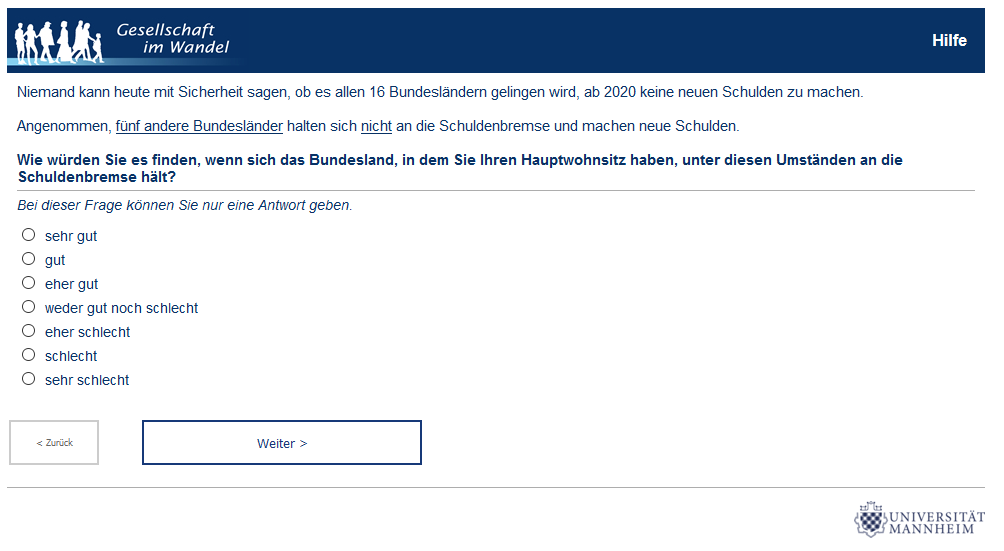 Gesellschaft
im Wandel
Hilfe
Niemand kann heute mit Sicherheit sagen, ob es allen 16 Bundesländern gelingen wird, ab 2020 keine neuen Schulden zu machen.
Angenommen, fünf andere Bundesländer halten sich nicht an die Schuldenbremse und machen neue Schulden.
Wie würden Sie es finden, wenn sich das Bundesland, in dem Sie Ihren Hauptwohnsitz haben, unter diesen Umständen an die
Schuldenbremse hält?
Bei dieser Frage können Sie nur eine Antwort geben.
sehr gut
gut
eher gut
weder gut noch schlecht
eher schlecht
schlecht
sehr schlecht
< Zurück
Weiter >
UNIVERSITÄT
MANNHEIM